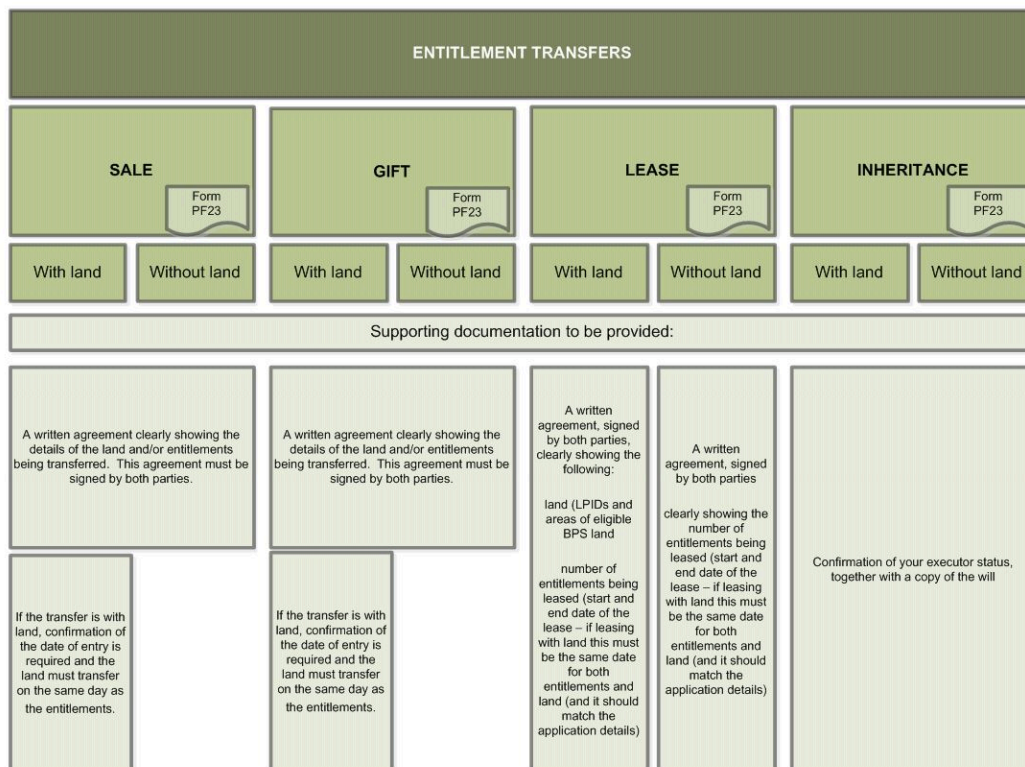 ENTITLEMENT TRANSFERS
SALE
Form
PF23
GIFT
Form
PF23
LEASE
Form
PF23
INHERITANCE
Form
PF23
With land
Without land
With land
Without land
With land
Without land
With land
Without land
Supporting documentation to be provided:
A written agreement clearly showing the
details of the land and/or entitlements
being transferred.  This agreement must be
signed by both parties.
If the transfer is with
land, confirmation of
the date of entry is
required and the
land must transfer
on the same day as
the entitlements.
A written agreement clearly showing the
details of the land and/or entitlements
being transferred.  This agreement must be
signed by both parties.
If the transfer is with
land, confirmation of
the date of entry is
required and the
land must transfer
on the same day as
the entitlements.
A written
agreement, signed
by both parties,
clearly showing the
following:
land (LPIDs and
areas of eligible
BPS land
number of
entitlements being
leased (start and
end date of the
lease – if leasing
with land this must
be the same date
for both
entitlements and
land (and it should
match the
application details)
A written
agreement, signed
by both parties
clearly showing the
number of
entitlements being
leased (start and
end date of the
lease – if leasing
with land this must
be the same date
for both
entitlements and
land (and it should
match the
application details)
Confirmation of your executor status,
together with a copy of the will